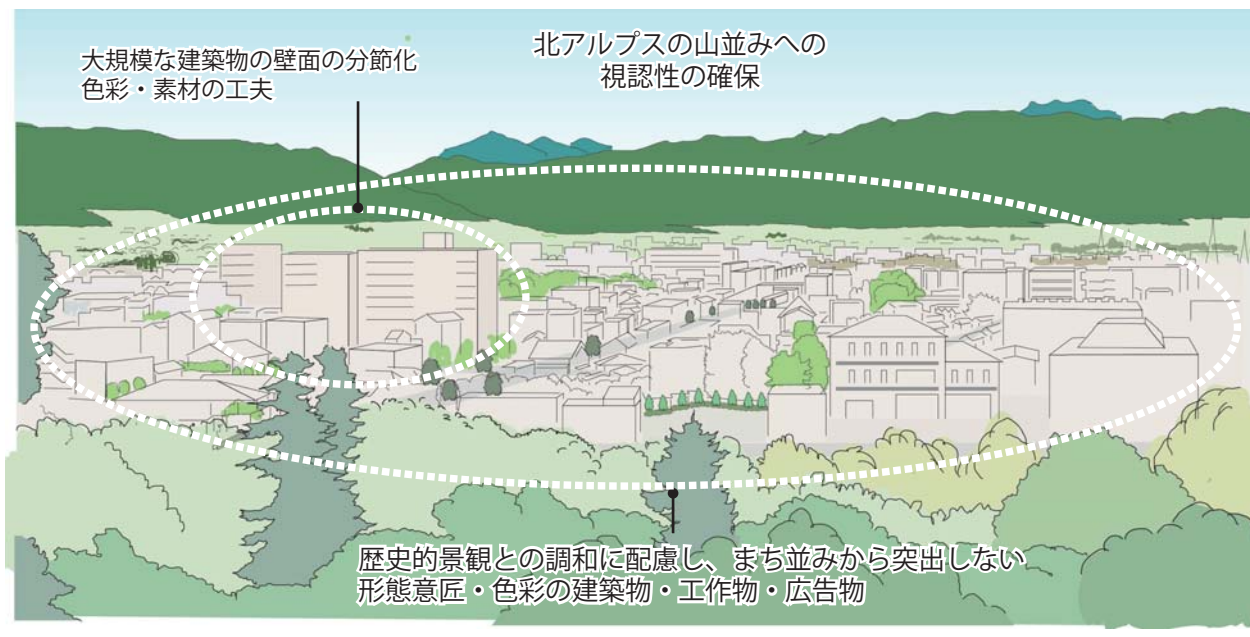 大規模な建築物の壁面の分節化
色彩・素材の工夫
北アルプスの山並みへの
視認性の確保
歴史的景観との調和に配慮し、まち並みから突出しない
形態意匠・色彩の建築物・工作物・広告物